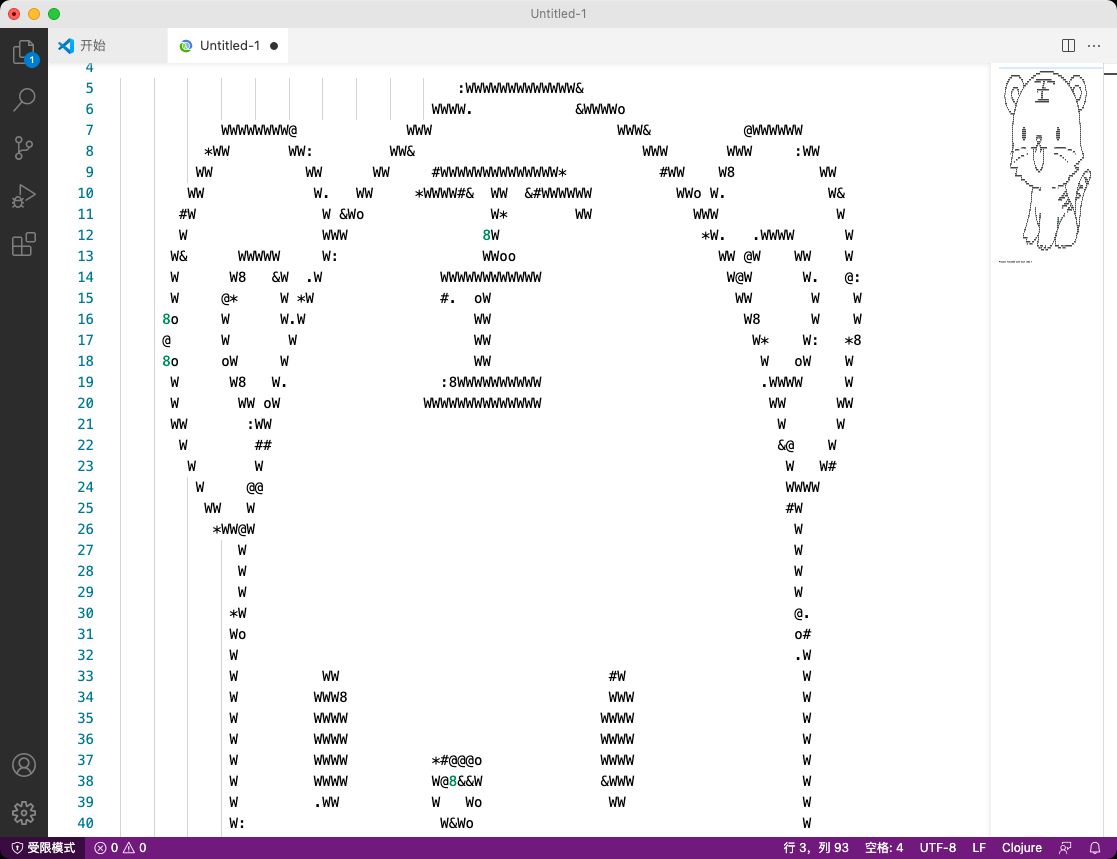 Untitled-1
开始
Untitled-1
1
4
5 :WWWWWWWWWWWWW&
6 WWWW. &WWWWo
7 WWWWWWWW@ WWW WWW& @WWWWWW
8 *WW WW: WW& WWW WWW :WW
9 WW WW WW #WWWWWWWWWWWWWW* #WW W8 WW
10 WW W. WW *WWWW#& WW &#WWWWWW WWo W. W&
11 #W W &Wo W* WW WWW W
12 W WWW 8W *W. .WWWW W
13 W& WWWWW W: WWoo WW @W WW W
14 W W8 &W .W WWWWWWWWWWWW W@W W. @:
15 W @* W *W #. oW WW W W
16 8o W W.W WW W8 W W
17 @ W W WW W* W: *8
18 8o oW W WW W oW W
19 W W8 W. :8WWWWWWWWWW .WWWW W
20 W WW oW WWWWWWWWWWWWWW WW WW
21 WW :WW W W
22 W ## &@ W
23 W W W W#
24 W @@ WWWW
25 WW W #W
26 *WW@W W
27 W W
28 W W
29 W W
30 *W @.
31 Wo o#
32 W .W
33 W WW #W W
34 W WWW8 WWW W
35 W WWWW WWWW W
36 W WWWW WWWW W
37 W WWWW *#@@@o WWWW W
38 W WWWW W@8&&W &WWW W
39 W .WW W Wo WW W
40 W: W&Wo W
受限模式 0 0 行 3，列 93 空格: 4 UTF-8 LF Clojure